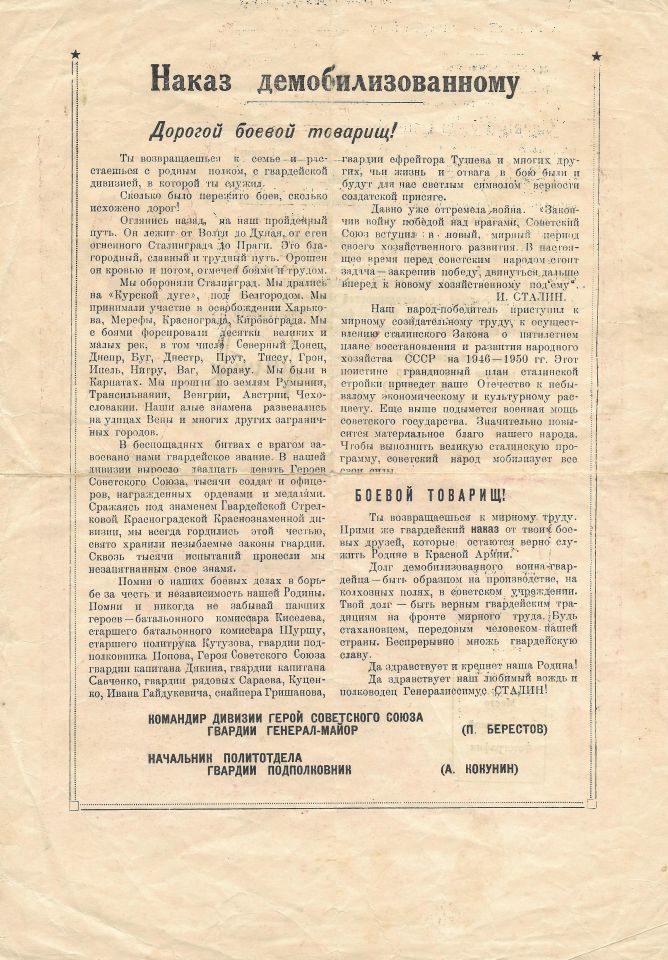 Наказ демобилизованному
Дорогой боевой товарищ!
Ты возвращаешься к семье и рас-
стаешься с родным полком, с гвардейской
дивизией, в которой ты служил.
Сколько было пережито боев, сколько
исхожено дорог!
Оглянись назад, на наш пройденный
путь. Он лежит от Волги до Дуная, от стен
огненного Сталинграда до Праги. Это бла-
городный, славный и трудный путь. Орошен
он кровью и потом, отмечен боями и трудом.
Мы обороняли Сталинград. Мы дрались
на «Курской дуге», под Белгородом. Мы
принимали участие в освобождении Харько-
ва, Мерефы, Краснограда, Кировограда. Мы
с боями форсировали десятки великих и
малых рек, в том числе Северный Донец,
Днепр, Буг, Днестр, Прут, Тиссу, Грон,
Ипель, Нитру, Ваг, Мораву. Мы были в
Карпатах. Мы прошли по землям Румынии,
Трансильвании, Венгрии, Австрии, Чехо-
словакии. Наши алые знамена развевались
на улицах Вены и многих других загранич-
ных городов.
В беспощадных битвах с врагом за-
воевано нами гвардейское звание. В нашей
дивизии выросло двадцать девять Героев
Советского Союза, тысячи солдат и офице-
ров, награжденных орденами и медалями.
Сражаясь под знаменем Гвардейской Стрел-
ковой Красноградской Краснознаменной ди-
визии, мы всегда гордились этой честью,
свято хранили незыблемые законы гвардии.
Сквозь тысячи испытаний пронесли мы
незапятнанным свое знамя.
Помни о наших боевых делах в борь-
бе за честь и независимость нашей Родины.
Помни и никогда не забывай павших
героев—батальонного комиссара Киселева,
старшего батальонного комиссара Шуршу,
старшего политрука Кутузова, гвардии под-
полковника Попова, Героя Советского Союза
гвардии капитана Дякина, гвардии капитана
Савченко, гвардии рядовых Сараева, Куцен-
ко, Ивана Гайдукевича, снайпера Гришанова,
гвардии ефрейтора Тушева и многих дру-
гих, чьи жизнь и отвага в бою были и
будут для нас светлым символом верности
солдатской присяге.
Давно уже отгремела война. «Закон-
чив войну победой над врагами, Советский
Союз вступил в новый, мирный период
своего хозяйственного развития. В настоя-
щее время перед советским народом стоит
задача—закрепив победу, двинуться дальше
вперед к новому хозяйственному под'ему".
И. СТАЛИН.
Наш народ-победитель приступил к
мирному созидательному труду, к осущест-
влению сталинского Закона о пятилетнем
плане восстановления и развития народного
хозяйства СССР на 1946—1950 гг. Этот
поистине грандиозный план сталинской
стройки приведет наше Отечество к небы-
валому экономическому и культурному рас-
цвету. Еще выше подымется военная мощь
советского государства. Значительно повы-
сится материальное благо нашего народа.
Чтобы выполнить великую сталинскую про-
грамму, советский народ мобилизует все
свои силы.
БОЕВОЙ ТОВАРИЩ!
Ты возвращаешься к мирному труду.
Прими же гвардейский наказ от твоих бое-
вых друзей, которые остаются верно слу-
жить Родине в Красной Армии.
Долг демобилизованного воина-гвар-
дейца—быть образцом на производстве, на
колхозных полях, в советском учреждении.
Твой долг — быть верным гвардейским тра-
дициям на фронте мирного труда. Будь
стахановцем, передовым человеком нашей
страны. Беспрерывно множь гвардейскую
славу.
Да здравствует и крепнет наша Родина!
Да здравствует наш любимый вождь и
полководец Генералиссимус СТАЛИН!
КОМАНДИР ДИВИЗИИ ГЕРОЙ СОВЕТСКОГО СОЮЗА
ГВАРДИИ ГЕНЕРАЛ-МАЙОР (П. БЕРЕСТОВ)
НАЧАЛЬНИК ПОЛИТОТДЕЛА
ГВАРДИИ ПОДПОЛКОВНИК (А. КОКУНИН)